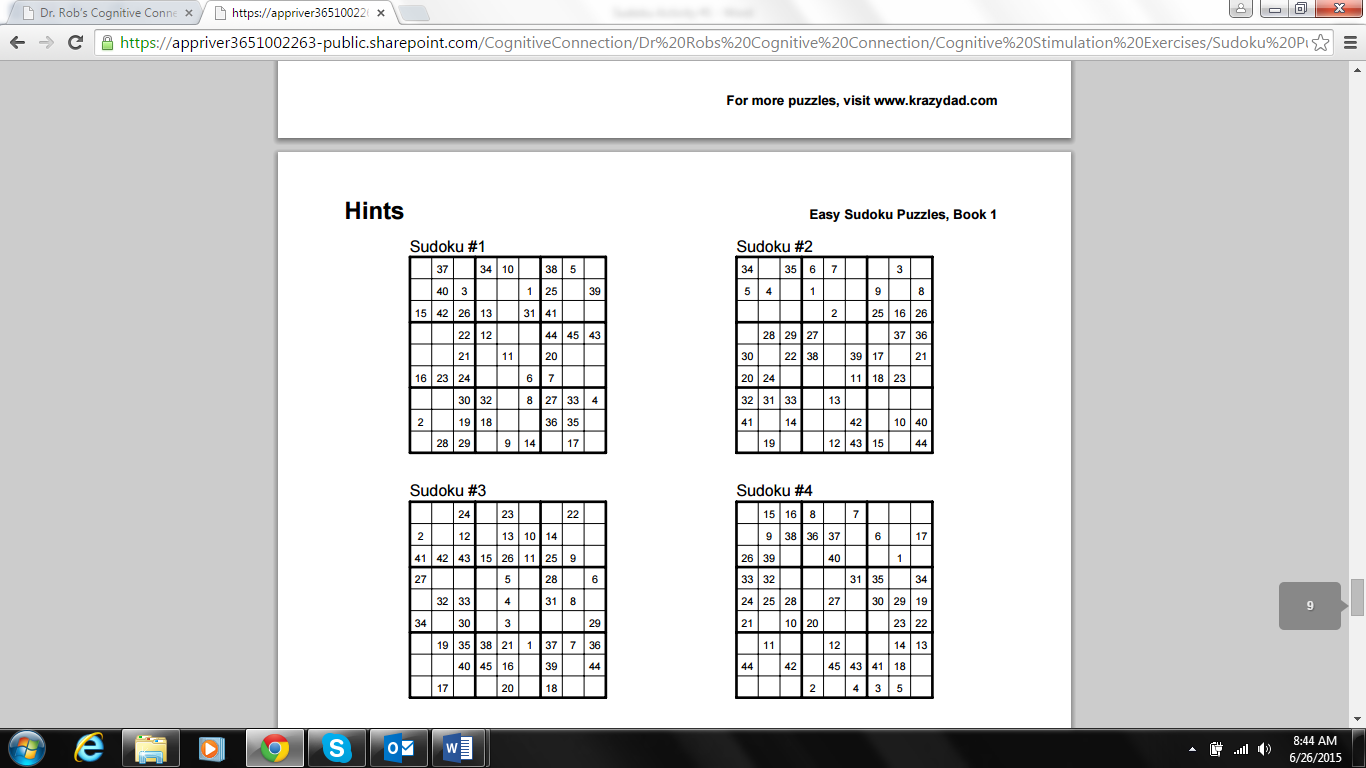 Dr. Rob's Cognitive Conne
https://appriver36510022
https://appriver3651002263-public.sharepoint.com/CognitiveConnection/Dr%20Robs%20Cognitive%20Connection/Cognitive%20Stimulation%20Exercises/Sudoku%20Pu
For more puzzles, visit www.krazydad.com
Hints
Easy Sudoku Puzzles, Book 1
Sudoku #1
37 34 10 38 5
40 3 1 25 39
15 42 26 13 31 41
22 12 44 45 43
21 11 20
16 23 24 6 7
30 32 8 27 33 4
2 19 18 36 35
28 29 9 14 17
Sudoku #2
34 35 6 7 3
5 4 1 9 8
2 25 16 26
28 29 27 37 36
30 22 38 39 17 21
20 24 11 18 23
32 31 33 13
41 14 42 10 40
19 12 43 15 44
Sudoku #3
24 23 22
2 12 13 10 14
41 42 43 15 26 11 25 9
27 5 28 6
32 33 4 31 8
34 30 3 29
19 35 38 21 1 37 7 36
40 45 16 39 44
17 20 18
Sudoku #4
15 16 8 7
9 38 36 37 6 17
26 39 40 1
33 32 31 35 34
24 25 28 27 30 29 19
21 10 20 23 22
11 12 14 13
44 42 45 43 41 18
2 4 3 5
9
8:44 AM
6/26/2015